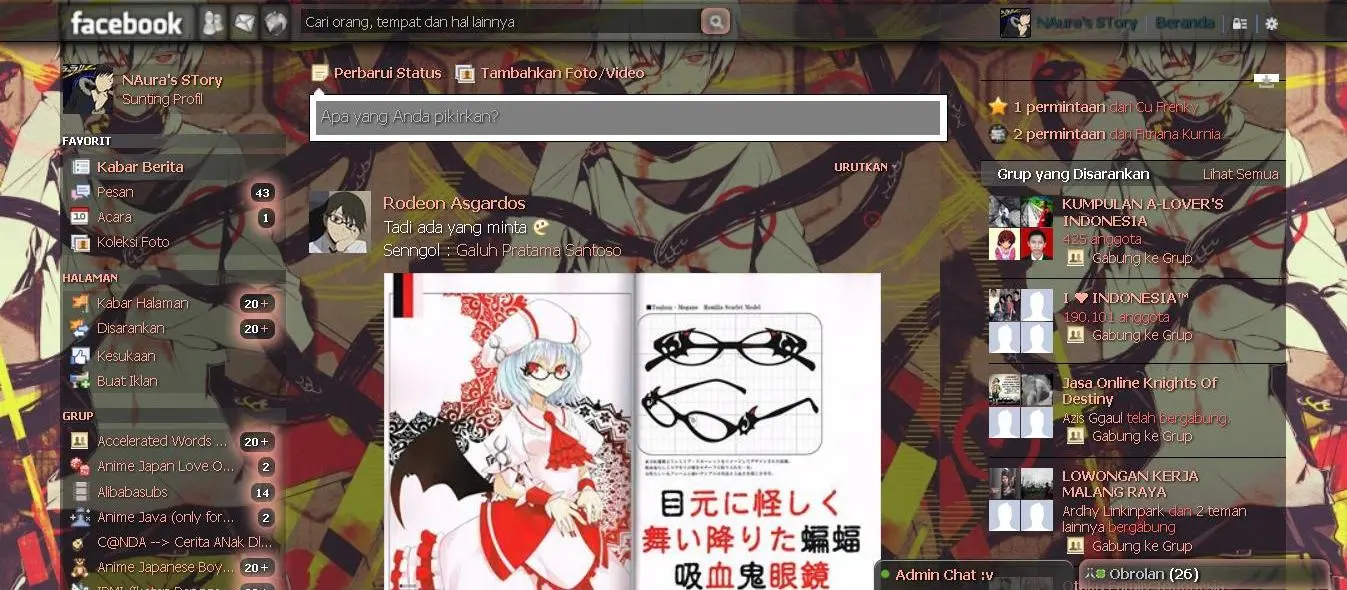 facebook
Cari orang, tempat dan hal lainnya
NAura's STory
Beranda
NAura's STory
Sunting Profil
FAVORIT
Kabar Berita
Pesan 43
Acara 1
Koleksi Foto
HALAMAN
Kabar Halaman 20+
Disarankan 20+
Kesukaan
Buat Iklan
GRUP
Accelerated Words ... 20+
Anime Japan Love O... 2
Alibabasubs 14
Anime Java (only for... 2
C@NDA --> Cerita ANak DI...
Anime Japanese Boy... 20+
Perbarui Status
Tambahkan Foto/Video
Apa yang Anda pikirkan?
URUTKAN
Rodeon Asgardos
Tadi ada yang minta
Senngol : Galuh Pratama Santoso
目元に怪しく
舞い降りた蝙蝠
吸血鬼眼鏡
1 permintaan dari Cu Frenky
2 permintaan dari Fitriana Kurnia
Grup yang Disarankan
Lihat Semua
KUMPULAN A-LOVER'S
INDONESIA
425 anggota
Gabung ke Grup
I ♥ INDONESIA™
190.101 anggota
Gabung ke Grup
Jasa Online Knights Of
Destiny
Azis Ggaul telah bergabung.
Gabung ke Grup
LOWONGAN KERJA
MALANG RAYA
Ardhy Linkinpark dan 2 teman
lainnya bergabung
Gabung ke Grup
Admin Chat :v
Obrolan (26)